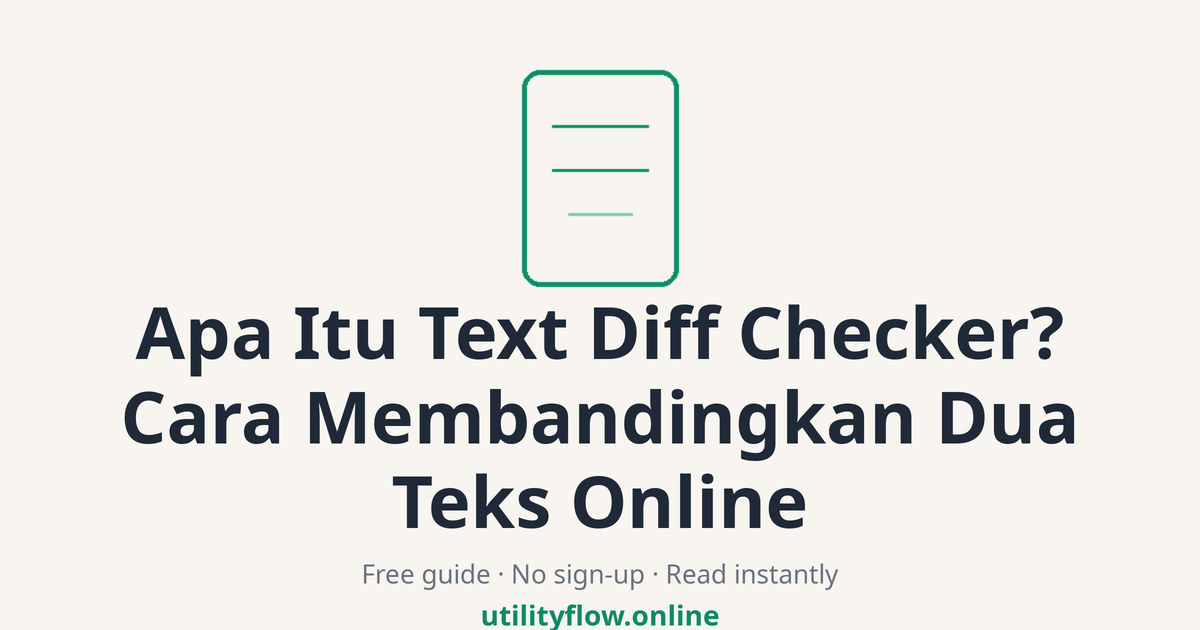 Apa Itu Text Diff Checker?
Cara Membandingkan Dua
Teks Online
Free guide · No sign-up · Read instantly
utilityflow.online